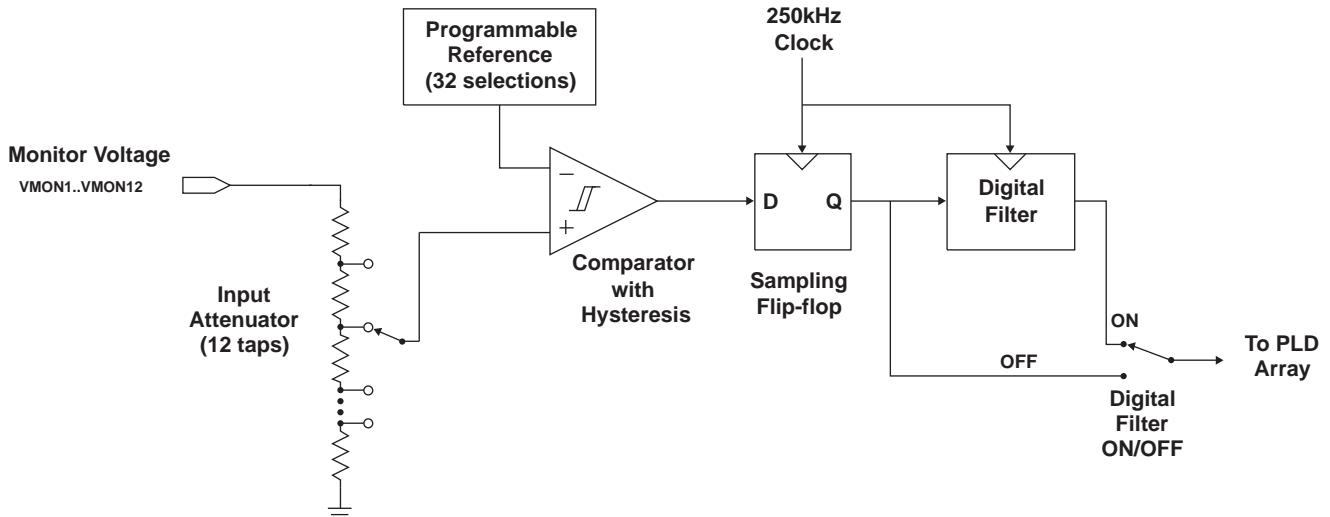 Programmable
Reference
(32 selections)
250kHz
Clock
Monitor Voltage
VMON1..VMON12
−
+
D Q
Digital
Filter
Comparator
with
Hysteresis
Sampling
Flip-flop
Input
Attenuator
(12 taps)
ON
OFF
To PLD
Array
Digital
Filter
ON/OFF